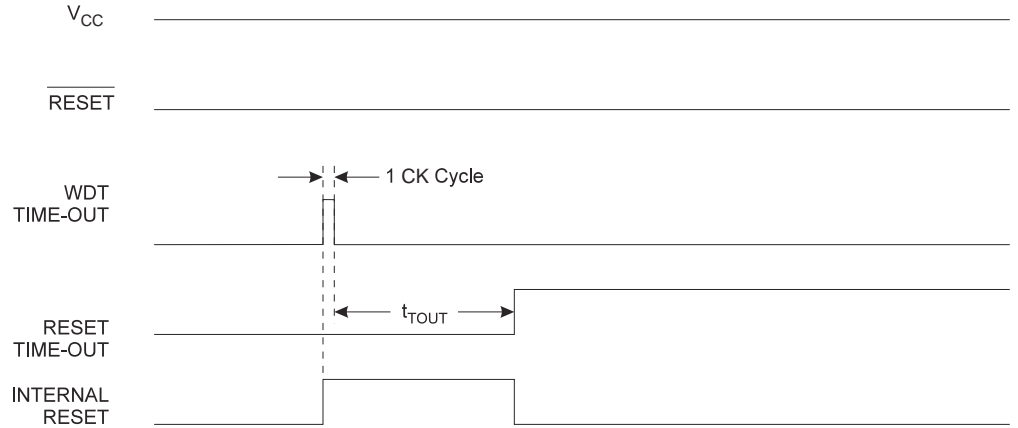 VCC
RESET
1 CK Cycle
WDT
TIME-OUT
tTOUT
RESET
TIME-OUT
INTERNAL
RESET